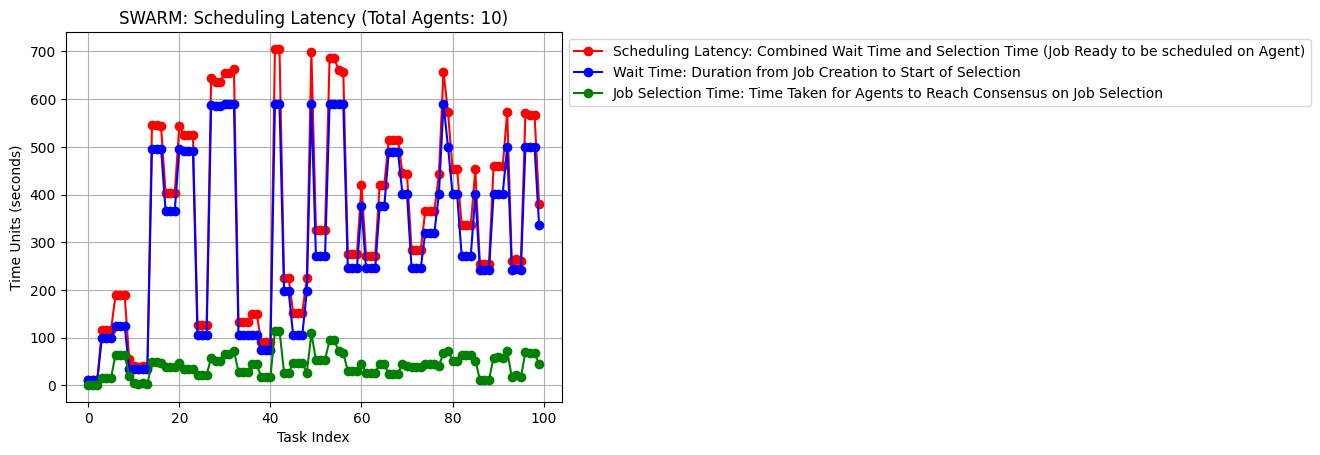 SWARM: Scheduling Latency (Total Agents: 10)
Scheduling Latency: Combined Wait Time and Selection Time (Job Ready to be scheduled on Agent)
Wait Time: Duration from Job Creation to Start of Selection
Job Selection Time: Time Taken for Agents to Reach Consensus on Job Selection
Time Units (seconds)
700
600
500
400
300
200
100
0
0 20 40 60 80 100
Task Index